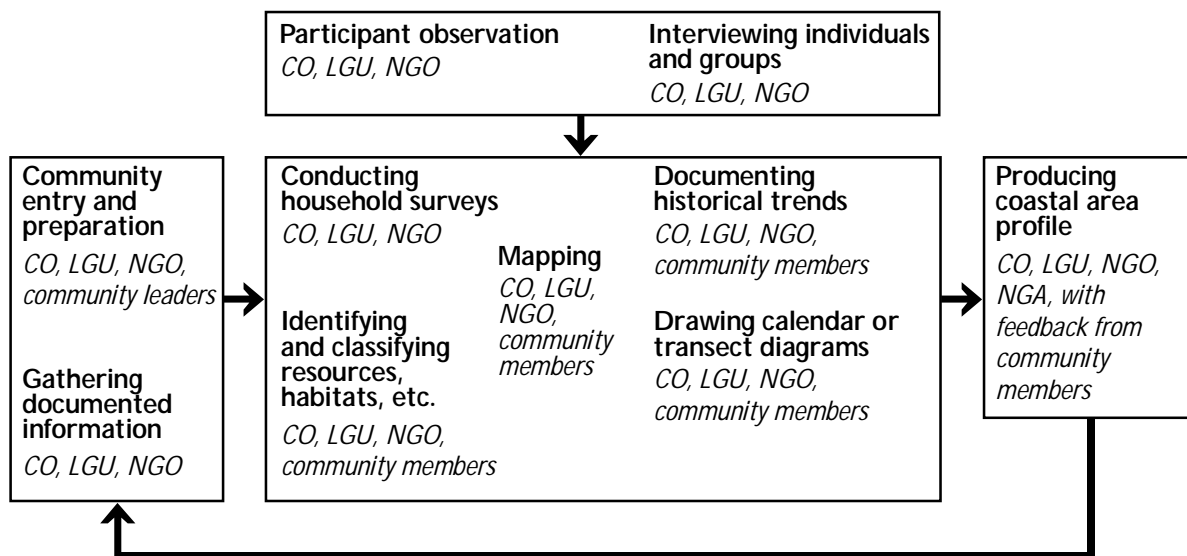 Participant observation
CO, LGU, NGO
Interviewing individuals
and groups
CO, LGU, NGO
Community
entry and
preparation
CO, LGU, NGO,
community leaders
Gathering
documented
information
CO, LGU, NGO
Conducting
household surveys
CO, LGU, NGO
Identifying
and classifying
resources,
habitats, etc.
CO, LGU, NGO,
community members
Mapping
CO, LGU,
NGO,
community
members
Documenting
historical trends
CO, LGU, NGO,
community members
Drawing calendar or
transect diagrams
CO, LGU, NGO,
community members
Producing
coastal area
profile
CO, LGU, NGO,
NGA, with
feedback from
community
members